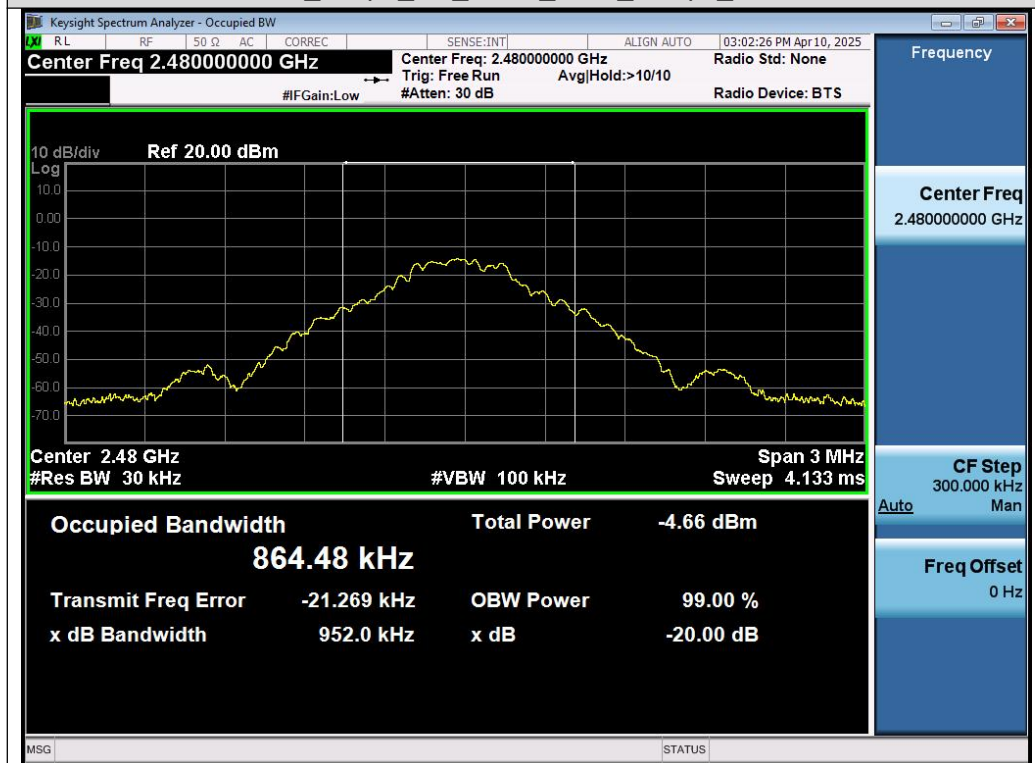 Keysight Spectrum Analyzer - Occupied BW
LXI RL RF 50 Ω AC CORREC SENSE:INT ALIGN AUTO 03:02:26 PM Apr 10, 2025
Center Freq 2.480000000 GHz
Center Freq: 2.480000000 GHz Radio Std: None
Trig: Free Run Avg|Hold:>10/10
#IFGain:Low #Atten: 30 dB Radio Device: BTS
10 dB/div Ref 20.00 dBm
Log
10.0
0.00
-10.0
-20.0
-30.0
-40.0
-50.0
-60.0
-70.0
Center 2.48 GHz Span 3 MHz
#Res BW 30 kHz #VBW 100 kHz Sweep 4.133 ms
Occupied Bandwidth Total Power -4.66 dBm
864.48 kHz
Transmit Freq Error -21.269 kHz OBW Power 99.00 %
x dB Bandwidth 952.0 kHz x dB -20.00 dB
Frequency
Center Freq
2.480000000 GHz
CF Step
300.000 kHz
Auto Man
Freq Offset
0 Hz
MSG STATUS